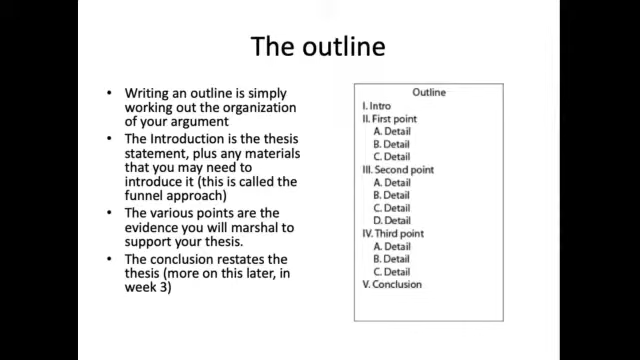 The outline
• Writing an outline is simply
working out the organization
of your argument
• The Introduction is the thesis
statement, plus any materials
that you may need to
introduce it (this is called the
funnel approach)
• The various points are the
evidence you will marshal to
support your thesis.
• The conclusion restates the
thesis (more on this later, in
week 3)
Outline
I. Intro
II. First point
A. Detail
B. Detail
C. Detail
III. Second point
A. Detail
B. Detail
C. Detail
D. Detail
IV. Third point
A. Detail
B. Detail
C. Detail
V. Conclusion